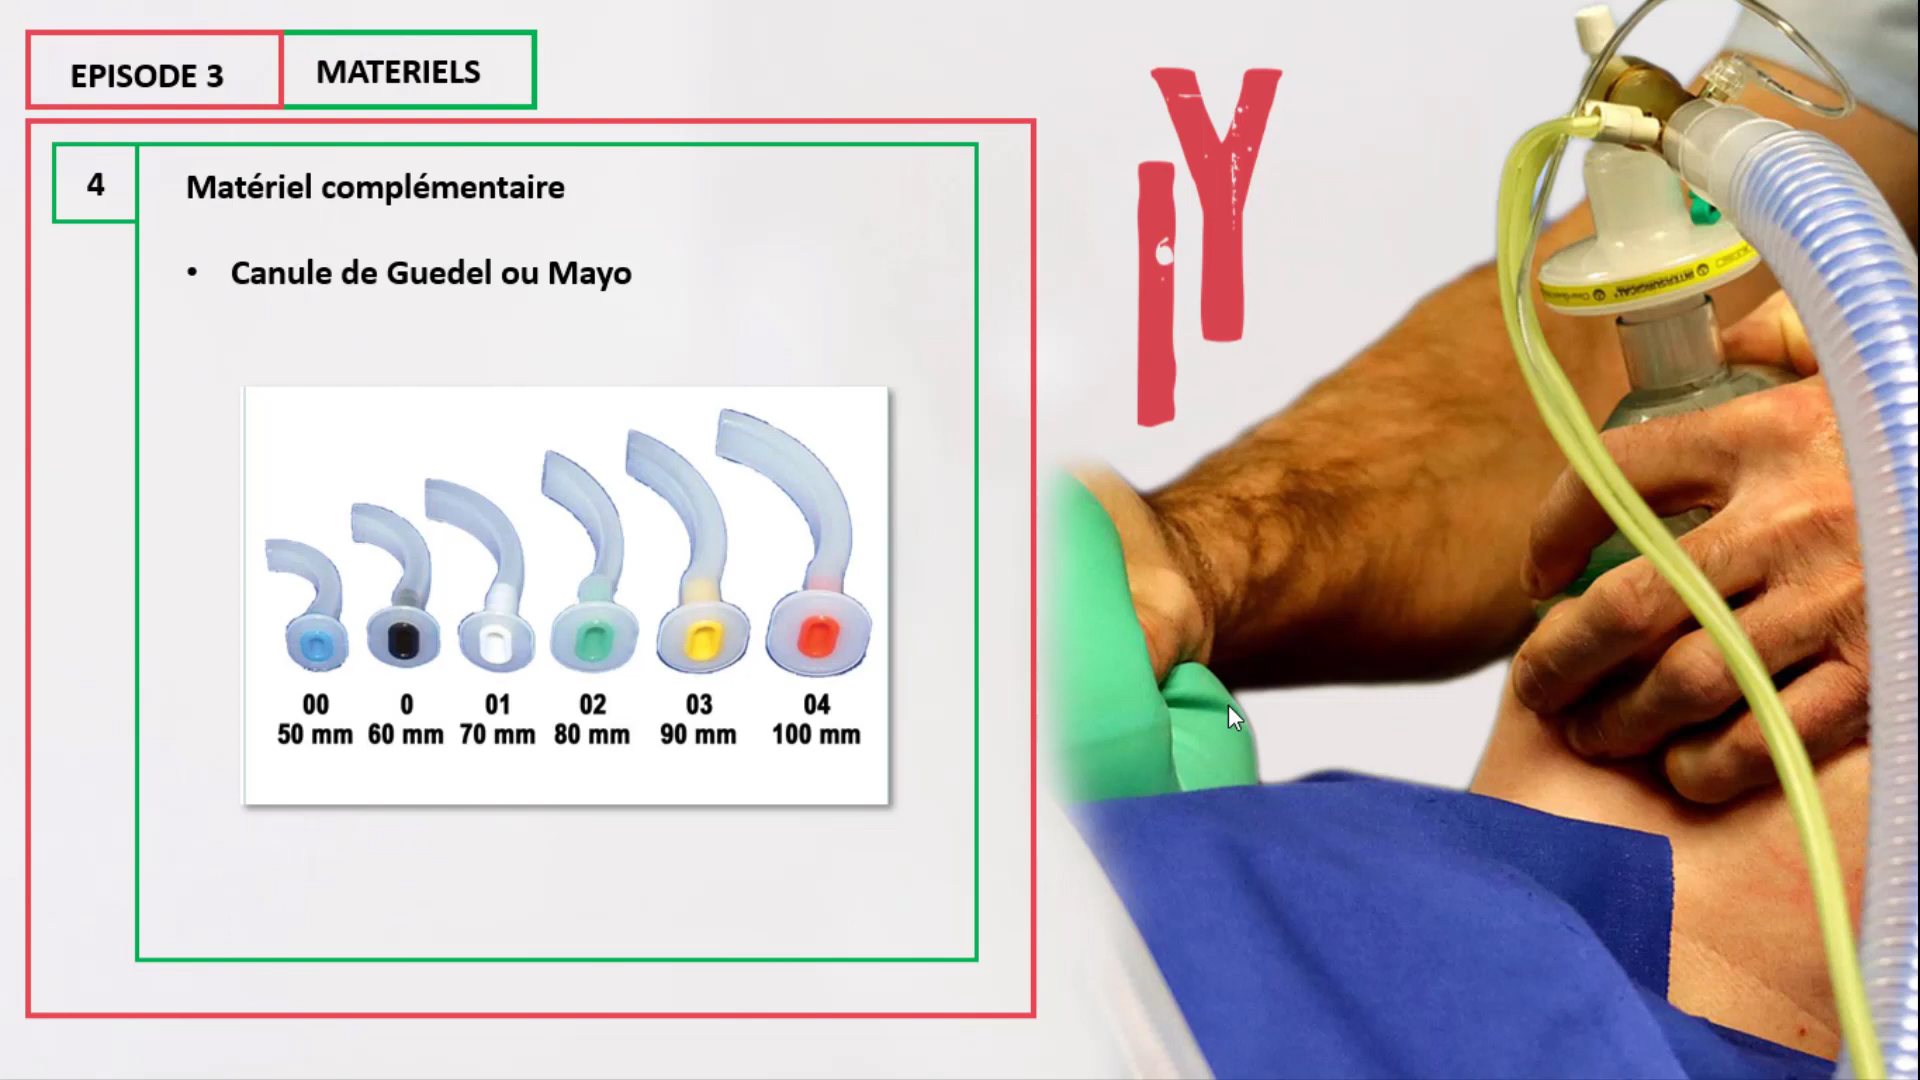 EPISODE 3
MATERIELS
4
Matériel complémentaire
• Canule de Guedel ou Mayo
00 0 01 02 03 04
50 mm 60 mm 70 mm 80 mm 90 mm 100 mm
Y
I
INTERSURGICAL